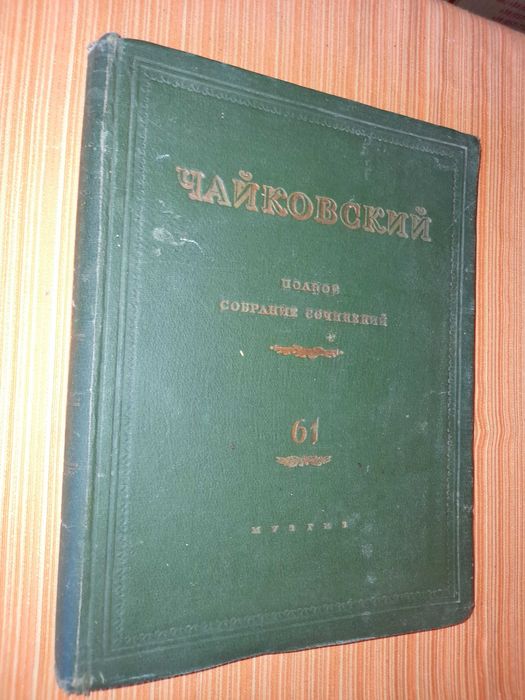 ЧАЙКОВСКИЙ
ПОЛНОЕ
СОБРАНИЕ СОЧИНЕНИЙ
61
МУЗГИЗ